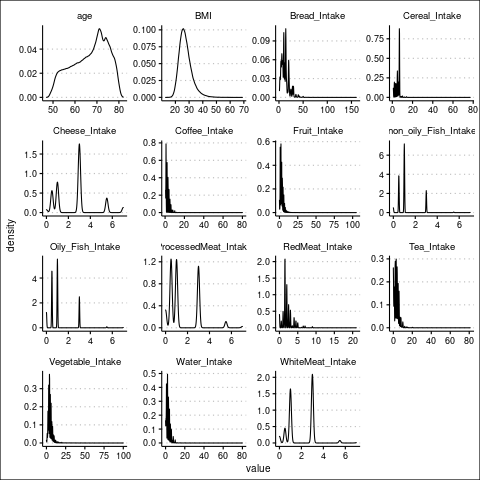 age
BMI
Bread_Intake
Cereal_Intake
0.04
0.02
0.00
50 60 70 80
0.100
0.075
0.050
0.025
0.000
20 30 40 50 60 70
0.09
0.06
0.03
0.00
0 50 100 150
0.75
0.50
0.25
0.00
0 20 40 60 80
Cheese_Intake
Coffee_Intake
Fruit_Intake
non_oily_Fish_Intake
1.5
1.0
0.5
0.0
0 2 4 6
0.8
0.6
0.4
0.2
0.0
0 20 40 60 80
0.6
0.4
0.2
0.0
0 25 50 75 100
6
4
2
0
0 2 4 6
Oily_Fish_Intake
rocessedMeat_Intak
RedMeat_Intake
Tea_Intake
4
2
0
0 2 4 6
1.2
0.8
0.4
0.0
0 2 4 6
2.0
1.5
1.0
0.5
0.0
0 5 10 15 20
0.3
0.2
0.1
0.0
0 20 40 60 80
Vegetable_Intake
Water_Intake
WhiteMeat_Intake
0.3
0.2
0.1
0.0
0 25 50 75 100
0.5
0.4
0.3
0.2
0.1
0.0
0 20 40 60 80
2.0
1.5
1.0
0.5
0.0
0 2 4 6
density
value